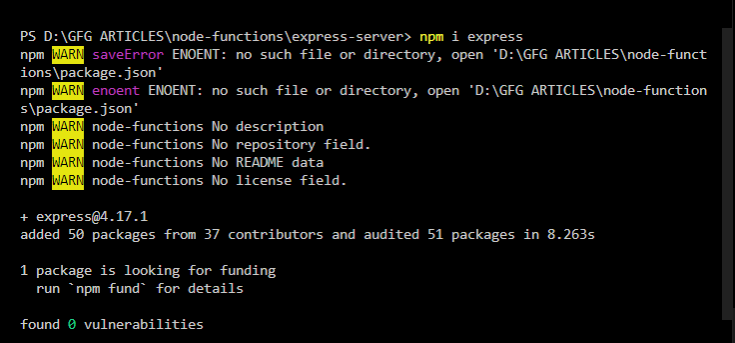 PS D:\GFG ARTICLES\node-functions\express-server> npm i express
npm WARN saveError ENOENT: no such file or directory, open 'D:\GFG ARTICLES\node-funct
ions\package.json'
npm WARN enoent ENOENT: no such file or directory, open 'D:\GFG ARTICLES\node-function
s\package.json'
npm WARN node-functions No description
npm WARN node-functions No repository field.
npm WARN node-functions No README data
npm WARN node-functions No license field.
+ express@4.17.1
added 50 packages from 37 contributors and audited 51 packages in 8.263s
1 package is looking for funding
run `npm fund` for details
found 0 vulnerabilities